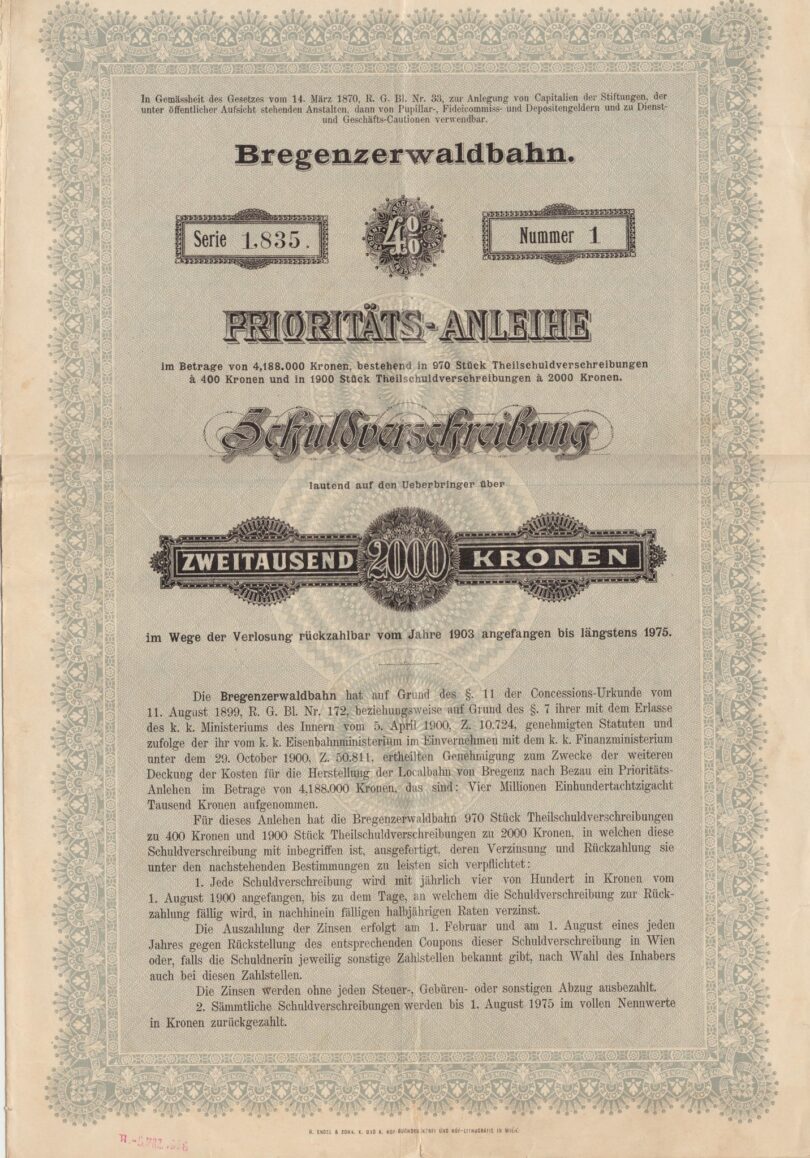 In Gemässheit des Gesetzes vom 14. März 1870, R. G. Bl. Nr. 33, zur Anlegung von Capitalien der Stiftungen, der
unter öffentlicher Aufsicht stehenden Anstalten, dann von Pupillar-, Fideicommiss- und Depositengeldern und zu Dienst-
und Geschäfts-Cautionen verwendbar.
Bregenzerwaldbahn.
Serie 1,835.
4%
Nummer 1
PRIORITÄTS-ANLEIHE
im Betrage von 4,188.000 Kronen, bestehend in 970 Stück Theilschuldverschreibungen
à 400 Kronen und in 1900 Stück Theilschuldverschreibungen à 2000 Kronen.
Schuldverschreibung
lautend auf den Ueberbringer über
ZWEITAUSEND 2000 KRONEN
im Wege der Verlosung rückzahlbar vom Jahre 1903 angefangen bis längstens 1975.
Die Bregenzerwaldbahn hat auf Grund des §. 11 der Concessions-Urkunde vom
11. August 1899, R. G. Bl. Nr. 172, beziehungsweise auf Grund des §. 7 ihrer mit dem Erlasse
des k. k. Ministeriums des Innern vom 5. April 1900, Z. 10.724, genehmigten Statuten und
zufolge der ihr vom k. k. Eisenbahnministerium im Einvernehmen mit dem k. k. Finanzministerium
unter dem 29. October 1900, Z. 50.811, ertheilten Genehmigung zum Zwecke der weiteren
Deckung der Kosten für die Herstellung der Localbahn von Bregenz nach Bezau ein Prioritäts-
Anlehen im Betrage von 4,188.000 Kronen, das sind: Vier Millionen Einhundertachtzigacht
Tausend Kronen aufgenommen.
Für dieses Anlehen hat die Bregenzerwaldbahn 970 Stück Theilschuldverschreibungen
zu 400 Kronen und 1900 Stück Theilschuldverschreibungen zu 2000 Kronen, in welchen diese
Schuldverschreibung mit inbegriffen ist, ausgefertigt, deren Verzinsung und Rückzahlung sie
unter den nachstehenden Bestimmungen zu leisten sich verpflichtet:
1. Jede Schuldverschreibung wird mit jährlich vier von Hundert in Kronen vom
1. August 1900 angefangen, bis zu dem Tage, an welchem die Schuldverschreibung zur Rück-
zahlung fällig wird, in nachhinein fälligen halbjährigen Raten verzinst.
Die Auszahlung der Zinsen erfolgt am 1. Februar und am 1. August eines jeden
Jahres gegen Rückstellung des entsprechenden Coupons dieser Schuldverschreibung in Wien
oder, falls die Schuldnerin jeweilig sonstige Zahlstellen bekannt gibt, nach Wahl des Inhabers
auch bei diesen Zahlstellen.
Die Zinsen werden ohne jeden Steuer-, Gebüren- oder sonstigen Abzug ausbezahlt.
2. Sämmtliche Schuldverschreibungen werden bis 1. August 1975 im vollen Nennwerte
in Kronen zurückgezahlt.
ENGEL & SOHN, K. UND K. HOF-BUCHDRUCKEREI UND HOF-LITHOGRAFIE IN WIEN.